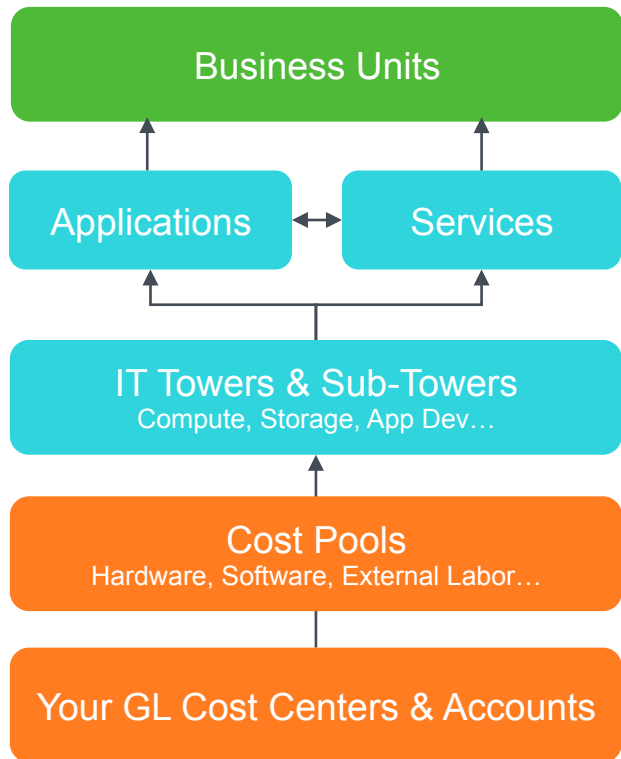 Business Units
Applications
Services
IT Towers & Sub-Towers
Compute, Storage, App Dev…
Cost Pools
Hardware, Software, External Labor…
Your GL Cost Centers & Accounts